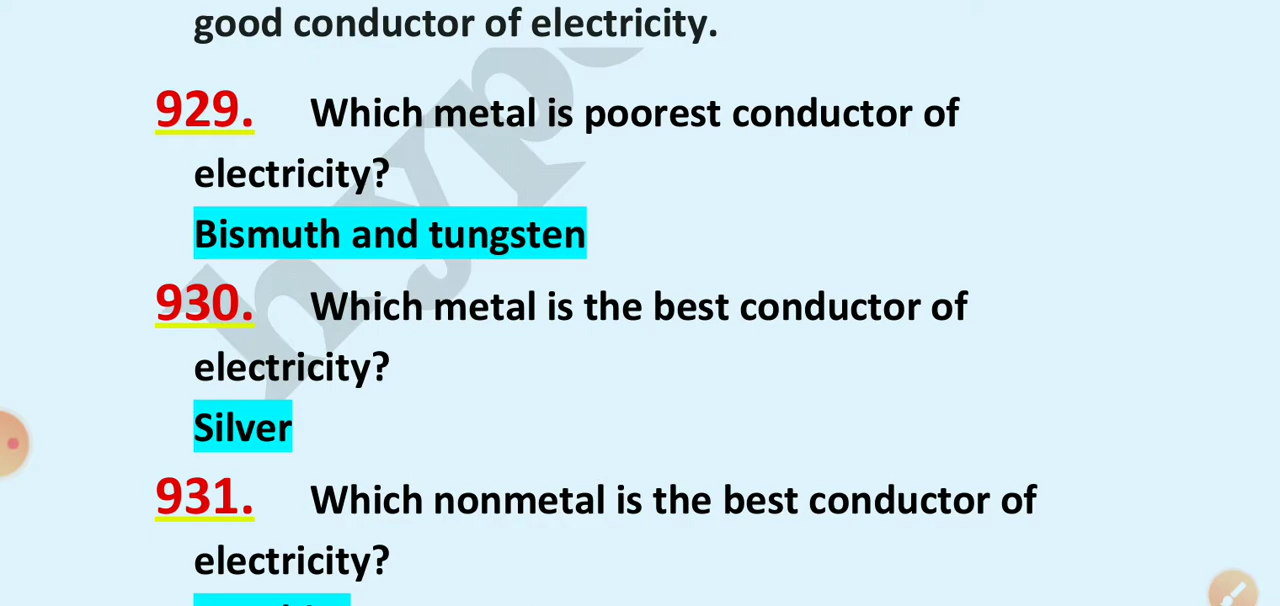 good conductor of electricity.
929. Which metal is poorest conductor of
electricity?
Bismuth and tungsten
930. Which metal is the best conductor of
electricity?
Silver
931. Which nonmetal is the best conductor of
electricity?